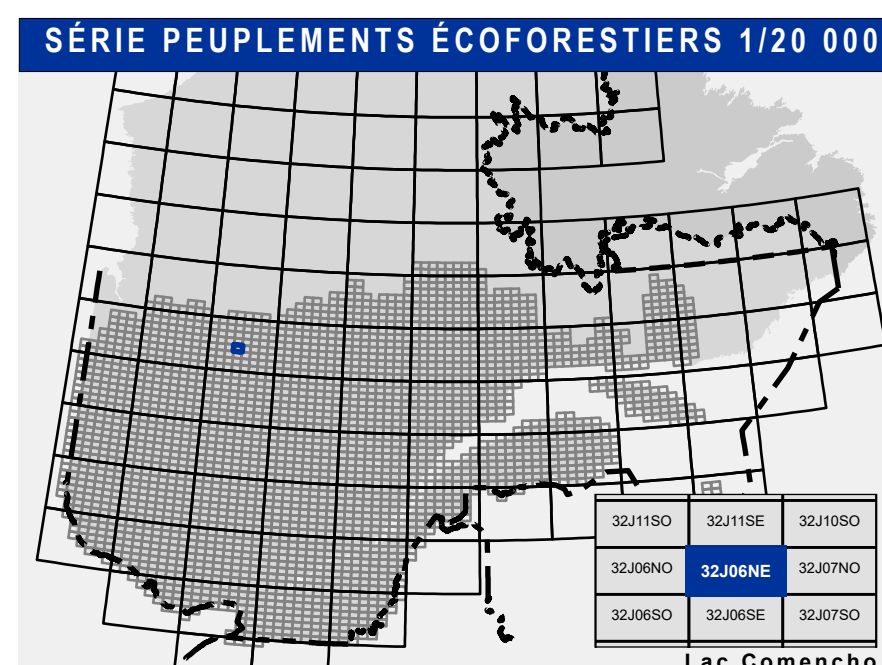 SÉRIE PEUPLEMENTS ÉCOFORESTIERS 1/20 000
32J11SO 32J11SE 32J10SO
32J06NO 32J06NE 32J07NO
32J06SO 32J06SE 32J07SO
Lac Comencho